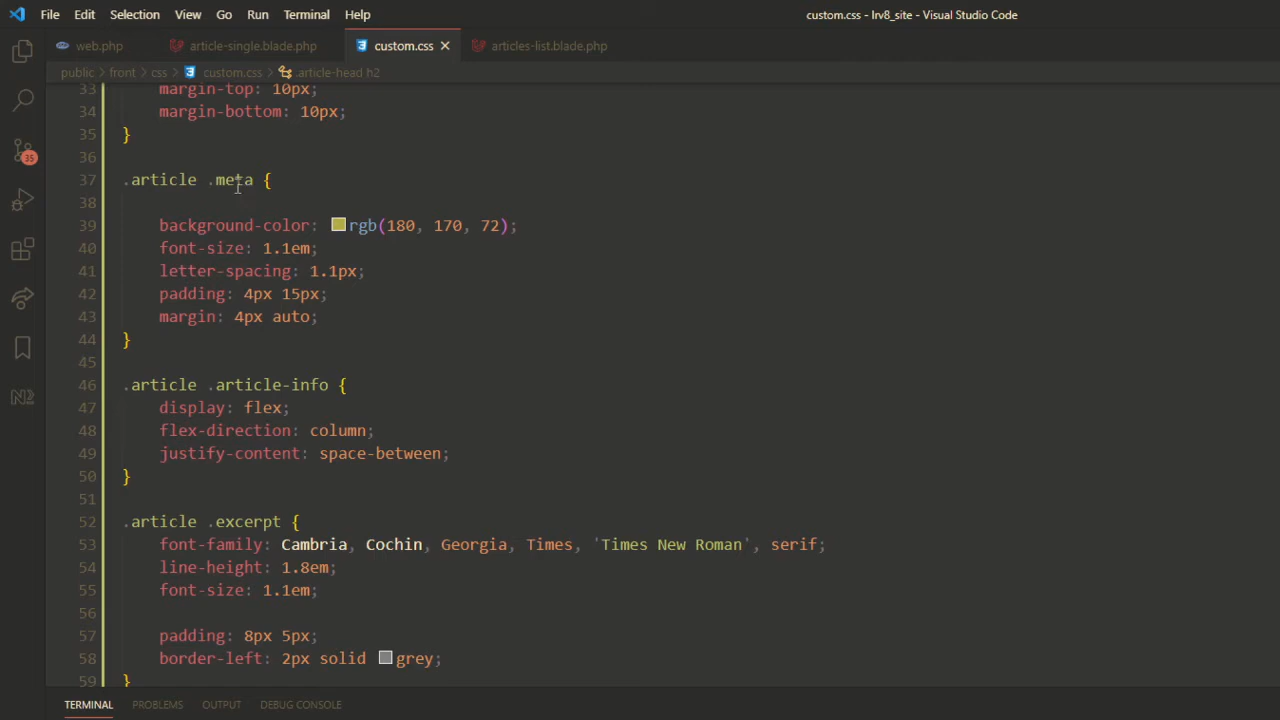 File Edit Selection View Go Run Terminal Help custom.css - lrv8_site - Visual Studio Code
web.php article-single.blade.php custom.css articles-list.blade.php
public > front > css > custom.css > .article-head h2
33 margin-top: 10px;
34 margin-bottom: 10px;
35 }
36
37 .article .meta {
38
39 background-color: rgb(180, 170, 72);
40 font-size: 1.1em;
41 letter-spacing: 1.1px;
42 padding: 4px 15px;
43 margin: 4px auto;
44 }
45
46 .article .article-info {
47 display: flex;
48 flex-direction: column;
49 justify-content: space-between;
50 }
51
52 .article .excerpt {
53 font-family: Cambria, Cochin, Georgia, Times, 'Times New Roman', serif;
54 line-height: 1.8em;
55 font-size: 1.1em;
56
57 padding: 8px 5px;
58 border-left: 2px solid grey;
59 }
35
TERMINAL PROBLEMS OUTPUT DEBUG CONSOLE